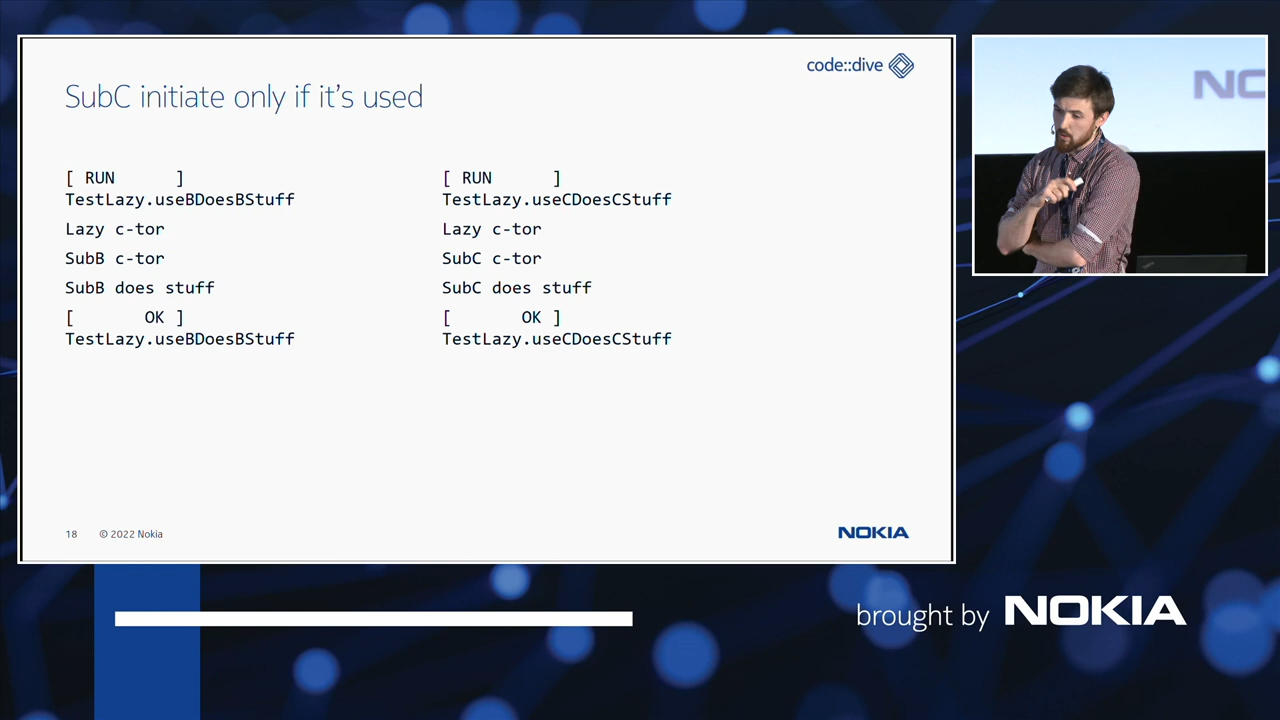 code::dive
SubC initiate only if it's used
[ RUN      ]
TestLazy.useBDoesBStuff
Lazy c-tor
SubB c-tor
SubB does stuff
[       OK ]
TestLazy.useBDoesBStuff
[ RUN      ]
TestLazy.useCDoesCStuff
Lazy c-tor
SubC c-tor
SubC does stuff
[       OK ]
TestLazy.useCDoesCStuff
18 © 2022 Nokia
NOKIA
brought by NOKIA